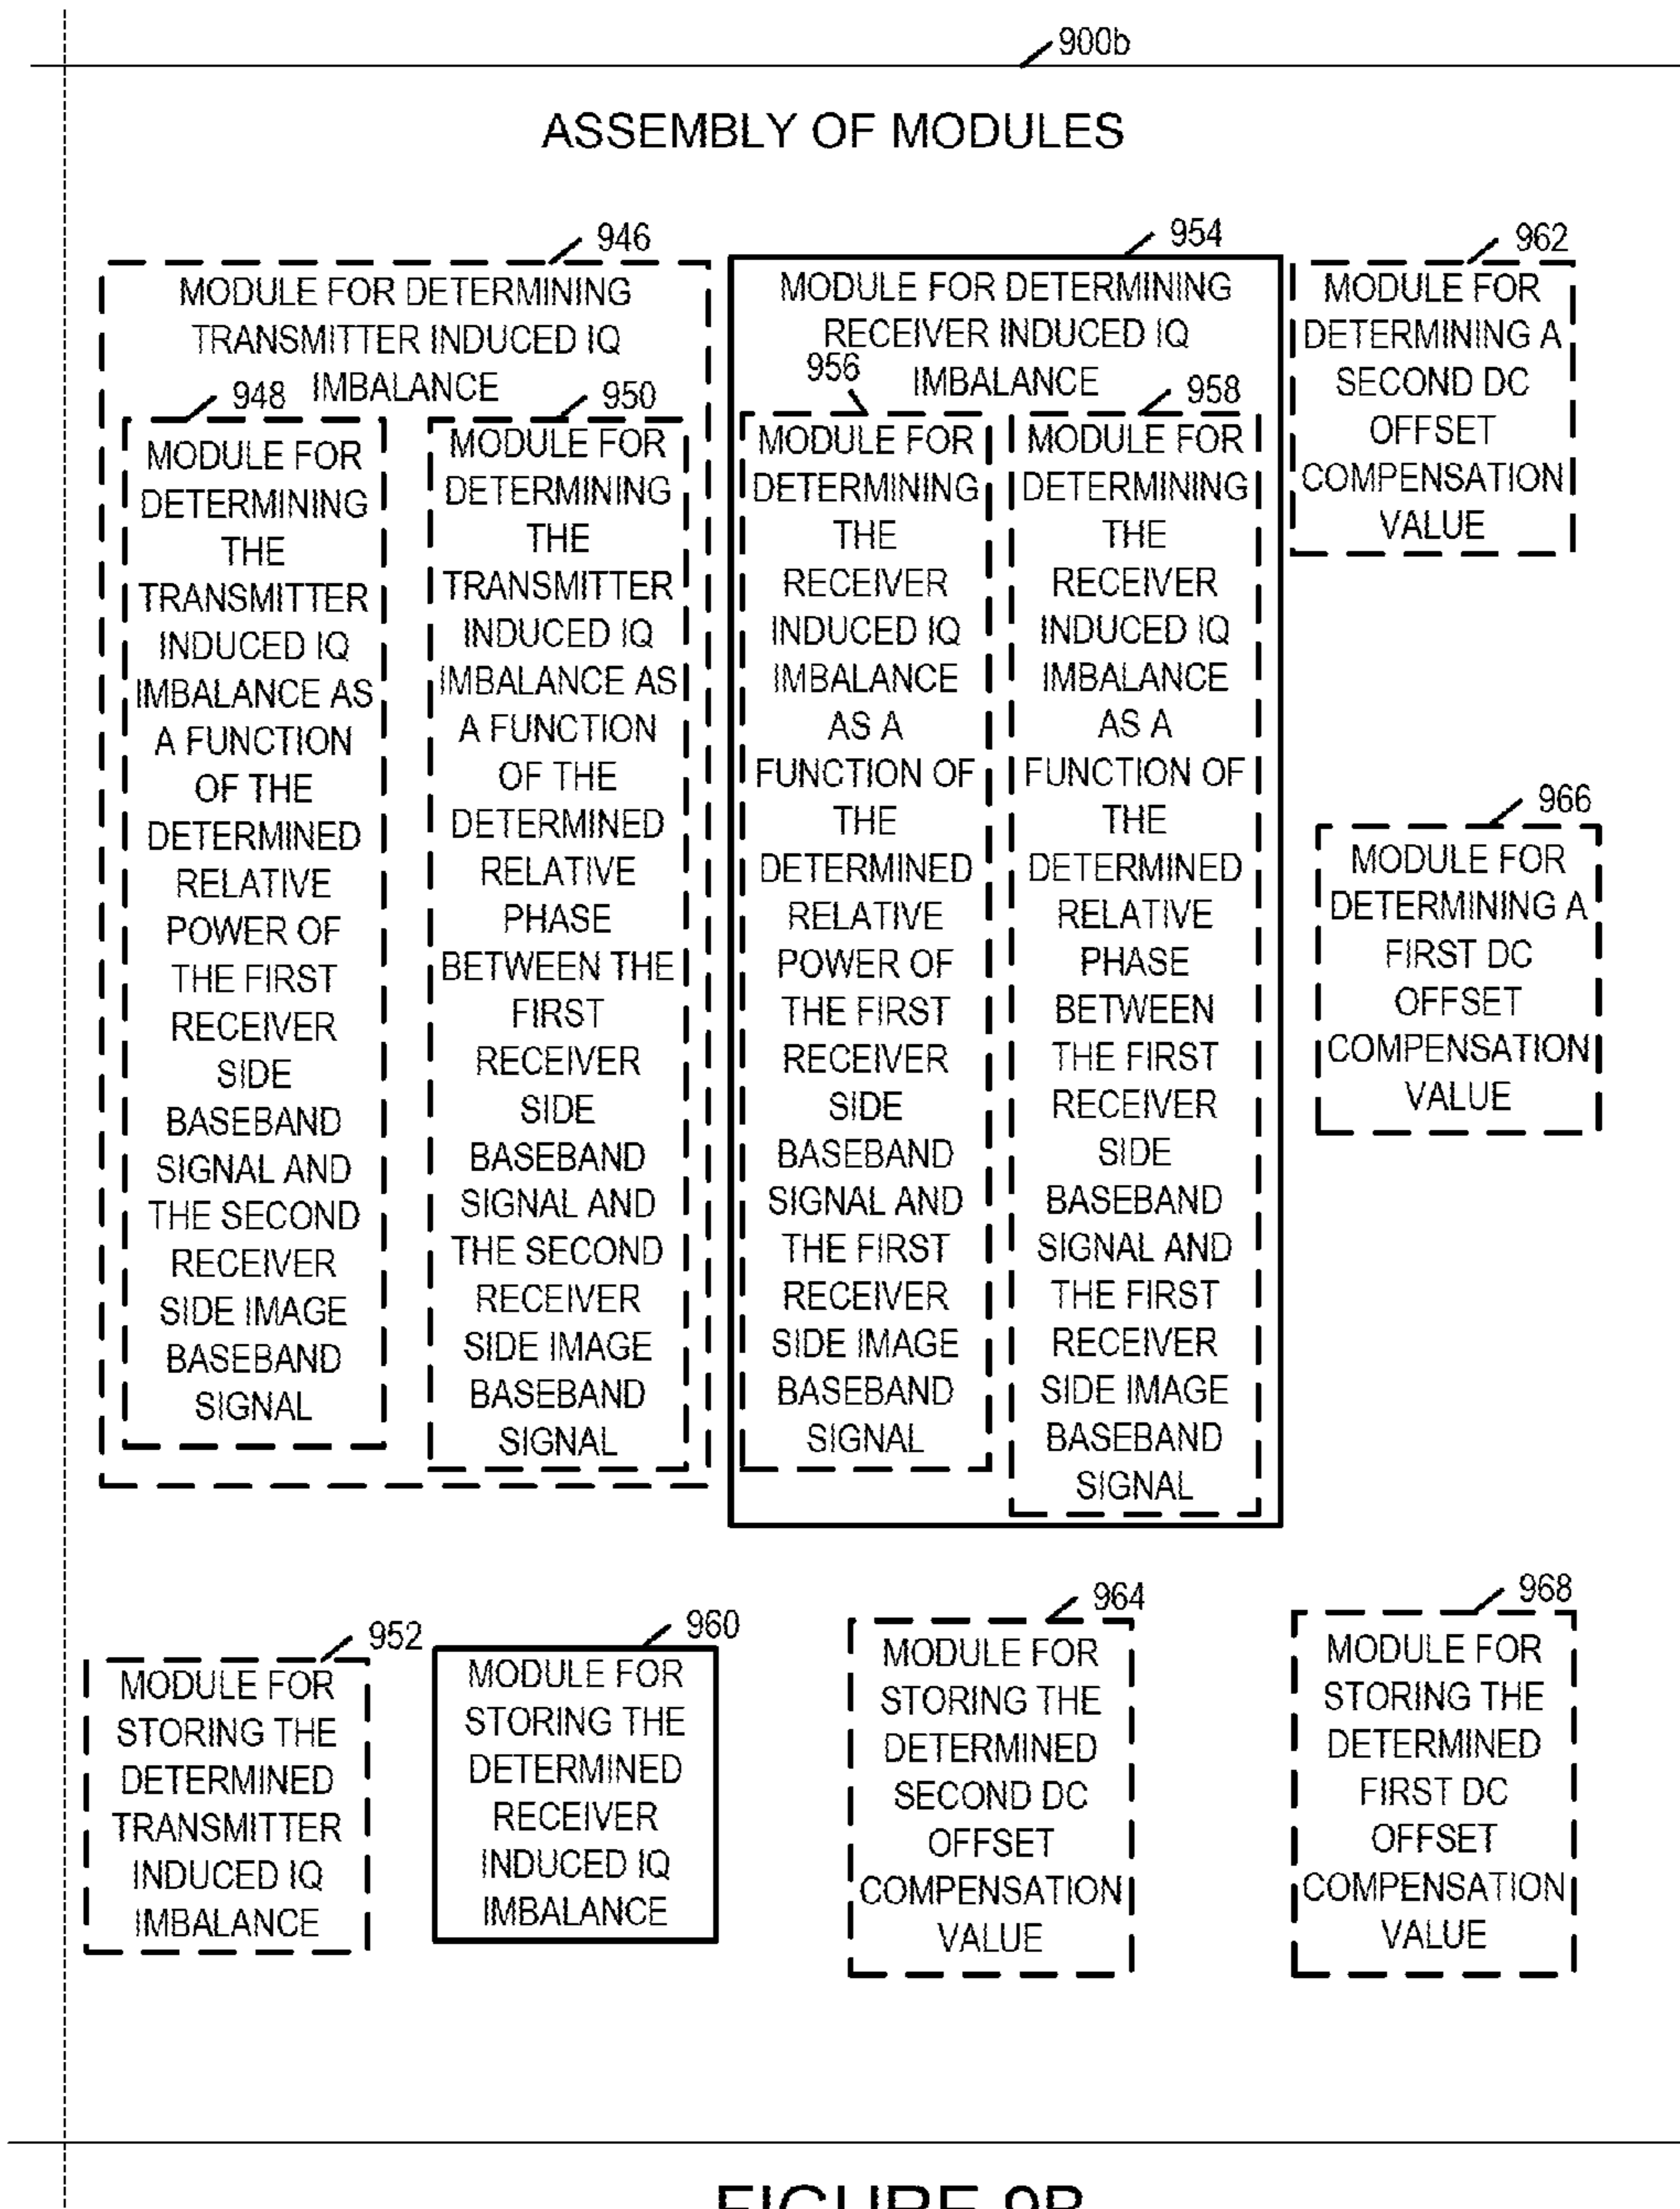 900b
ASSEMBLY OF MODULES
946
MODULE FOR DETERMINING
TRANSMITTER INDUCED IQ
IMBALANCE
948
MODULE FOR
DETERMINING
THE
TRANSMITTER
INDUCED IQ
IMBALANCE AS
A FUNCTION
OF THE
DETERMINED
RELATIVE
POWER OF
THE FIRST
RECEIVER
SIDE
BASEBAND
SIGNAL AND
THE SECOND
RECEIVER
SIDE IMAGE
BASEBAND
SIGNAL
950
MODULE FOR
DETERMINING
THE
TRANSMITTER
INDUCED IQ
IMBALANCE AS
A FUNCTION
OF THE
DETERMINED
RELATIVE
PHASE
BETWEEN THE
FIRST
RECEIVER
SIDE
BASEBAND
SIGNAL AND
THE SECOND
RECEIVER
SIDE IMAGE
BASEBAND
SIGNAL
954
MODULE FOR DETERMINING
RECEIVER INDUCED IQ
IMBALANCE
956
MODULE FOR
DETERMINING
THE
RECEIVER
INDUCED IQ
IMBALANCE
AS A
FUNCTION OF
THE
DETERMINED
RELATIVE
POWER OF
THE FIRST
RECEIVER
SIDE
BASEBAND
SIGNAL AND
THE FIRST
RECEIVER
SIDE IMAGE
BASEBAND
SIGNAL
958
MODULE FOR
DETERMINING
THE
RECEIVER
INDUCED IQ
IMBALANCE
AS A
FUNCTION OF
THE
DETERMINED
RELATIVE
PHASE
BETWEEN
THE FIRST
RECEIVER
SIDE
BASEBAND
SIGNAL AND
THE FIRST
RECEIVER
SIDE IMAGE
BASEBAND
SIGNAL
962
MODULE FOR
DETERMINING A
SECOND DC
OFFSET
COMPENSATION
VALUE
966
MODULE FOR
DETERMINING A
FIRST DC
OFFSET
COMPENSATION
VALUE
952
MODULE FOR
STORING THE
DETERMINED
TRANSMITTER
INDUCED IQ
IMBALANCE
960
MODULE FOR
STORING THE
DETERMINED
RECEIVER
INDUCED IQ
IMBALANCE
964
MODULE FOR
STORING THE
DETERMINED
SECOND DC
OFFSET
COMPENSATION
VALUE
968
MODULE FOR
STORING THE
DETERMINED
FIRST DC
OFFSET
COMPENSATION
VALUE
FIGURE 9B